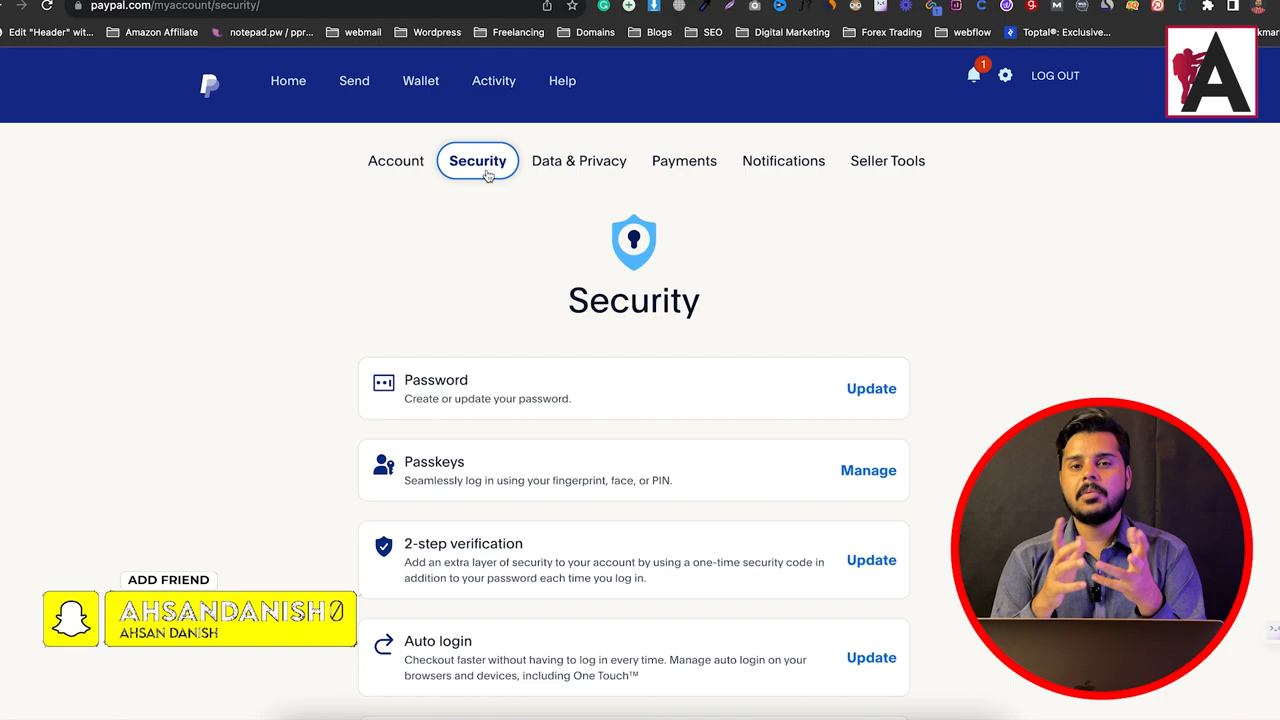 paypal.com/myaccount/security/
Edit "Header" wit...
Amazon Affiliate
notepad.pw / ppr...
webmail
Wordpress
Freelancing
Domains
Blogs
SEO
Digital Marketing
Forex Trading
webflow
Toptal®: Exclusive...
Home
Send
Wallet
Activity
Help
1
LOG OUT
A
Account
Security
Data & Privacy
Payments
Notifications
Seller Tools
Security
Password
Create or update your password.
Update
Passkeys
Seamlessly log in using your fingerprint, face, or PIN.
Manage
2-step verification
Add an extra layer of security to your account by using a one-time security code in
addition to your password each time you log in.
Update
Auto login
Checkout faster without having to log in every time. Manage auto login on your
browsers and devices, including One Touch™
Update
ADD FRIEND
AHSANDANISH0
AHSAN DANISH